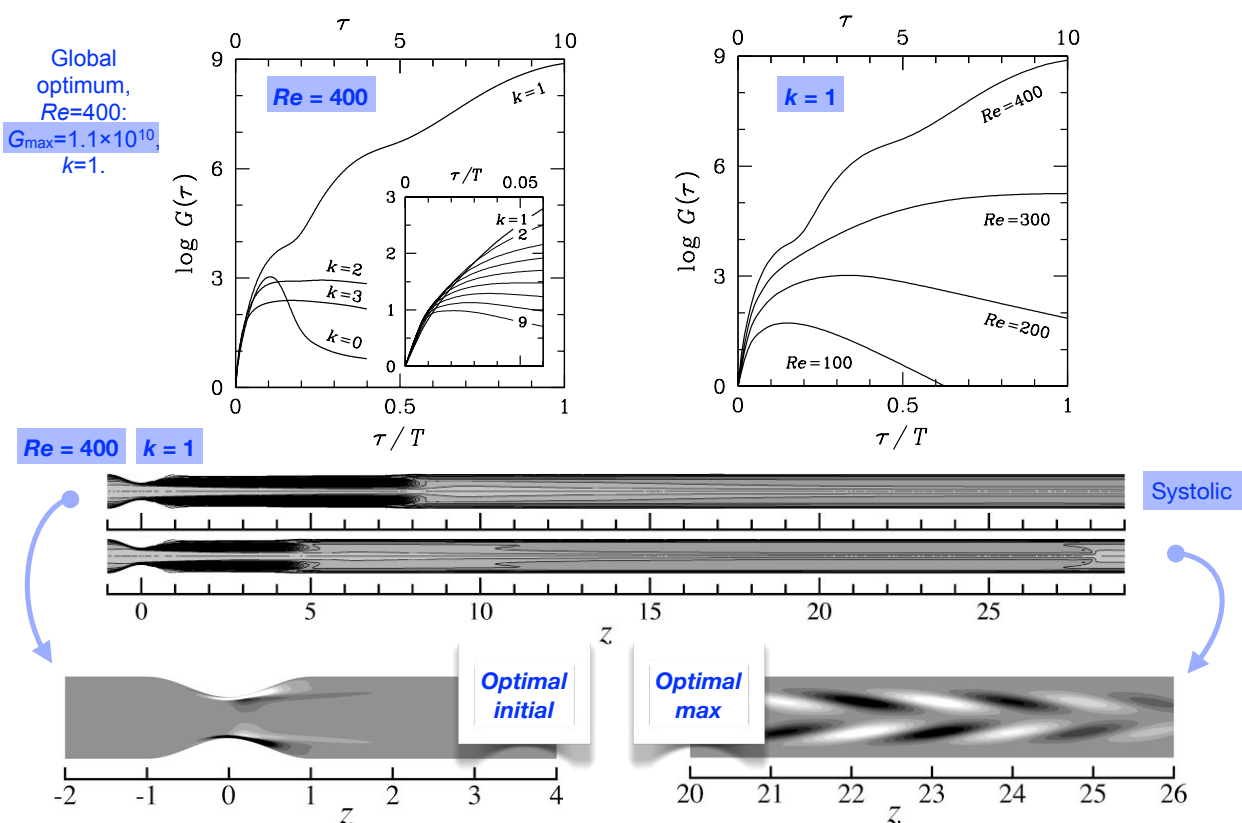 Global
optimum,
Re=400:
Gmax=1.1×10¹⁰,
k=1.
τ
0 5 10
Re = 400
9
6
3
0
log G(τ)
k=1
k=2
k=3
k=0
0 τ/T 0.05
3
2
1
0
k=1
2
9
0 0.5 1
τ/T
τ
0 5 10
k = 1
9
6
3
0
log G(τ)
Re=400
Re=300
Re=200
Re=100
0 0.5 1
τ/T
Re = 400 k = 1
Systolic
0 5 10 15 20 25
z
Optimal
initial
Optimal
max
-2 -1 0 1 2 3 4
z
20 21 22 23 24 25 26
z